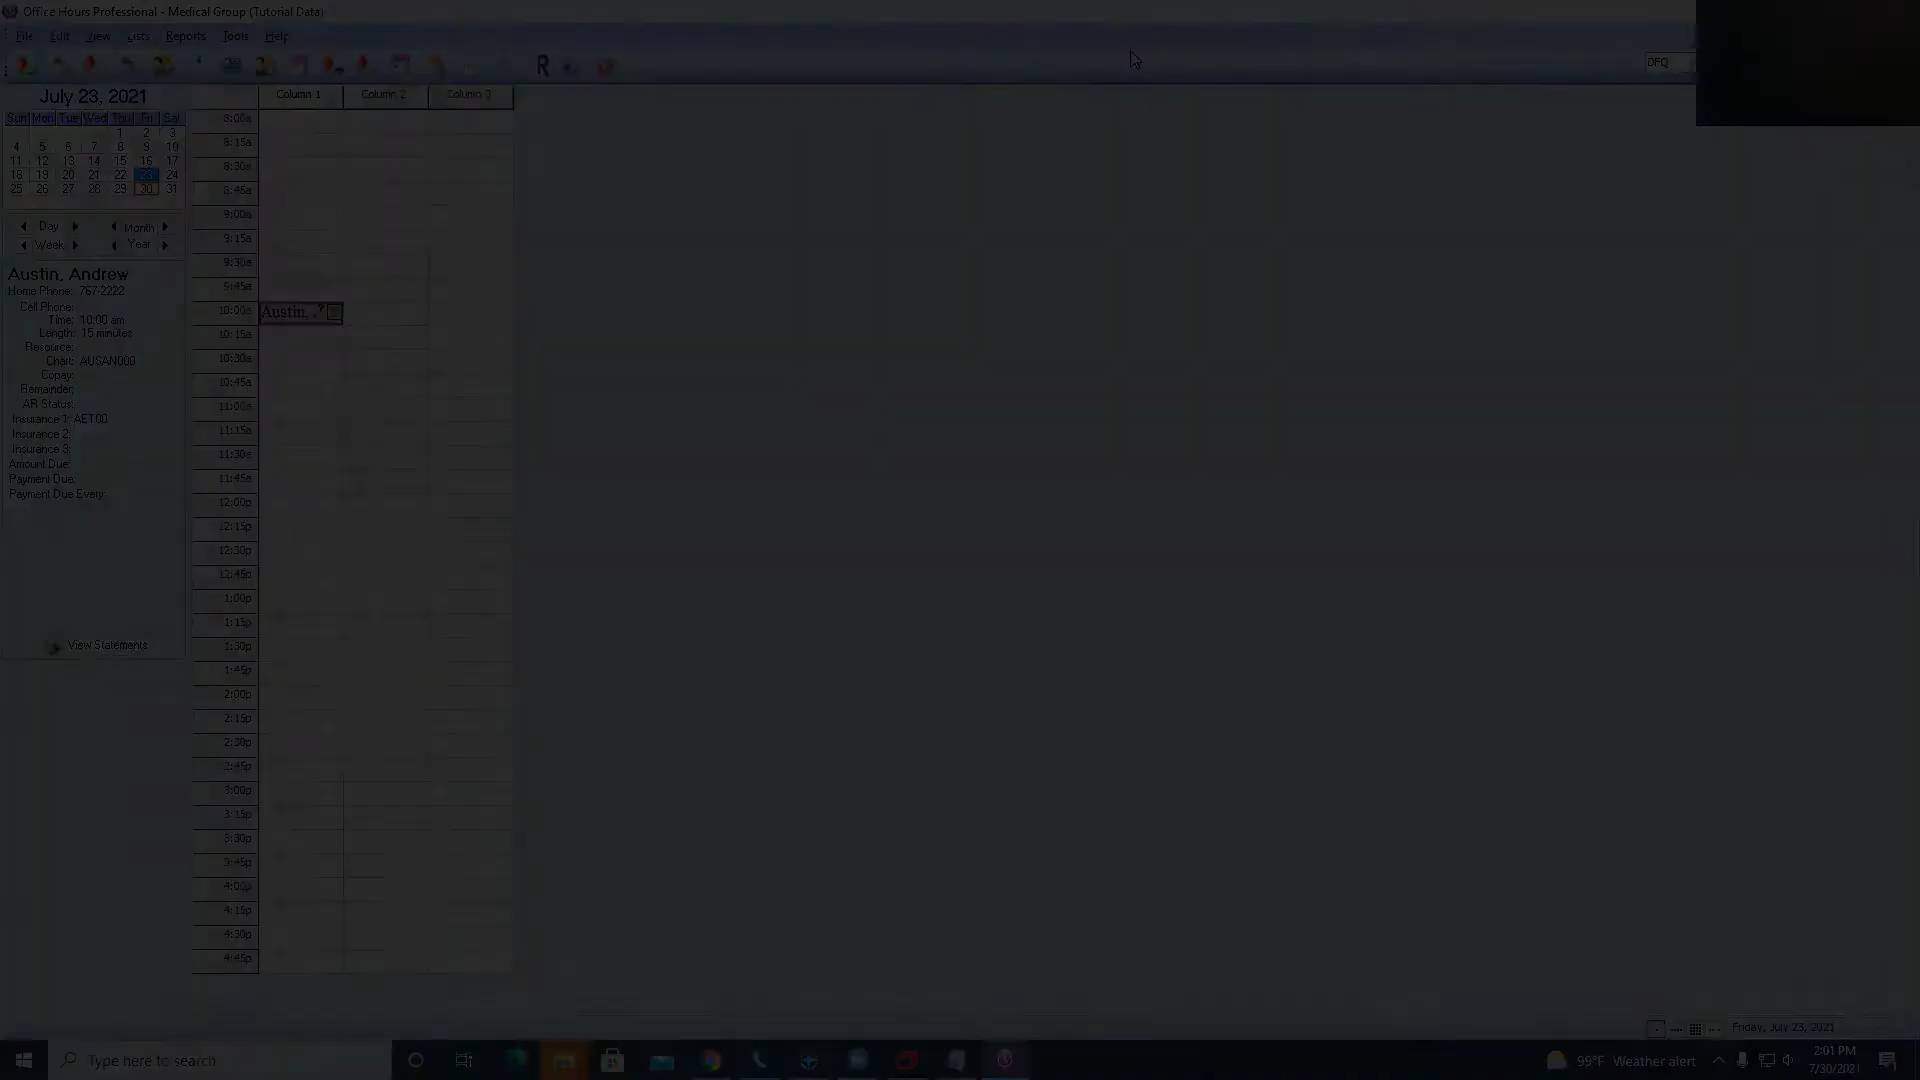 Office Hours Professional - Medical Group (Tutorial Data)
File Edit View Lists Reports Tools Help
R
DFQ
July 23, 2021
Column 1 Column 2 Column 3
Sun Mon Tue Wed Thu Fri Sat
1 2 3
4 5 6 7 8 9 10
11 12 13 14 15 16 17
18 19 20 21 22 23 24
25 26 27 28 29 30 31
Day Month
Week Year
Austin, Andrew
Home Phone: 767-2222
Cell Phone:
Time: 10:00 am
Length: 15 minutes
Resource:
Chart: AUSAN000
Copay:
Remainder:
AR Status:
Insurance 1: AET00
Insurance 2:
Insurance 3:
Amount Due:
Payment Due:
Payment Due Every:
View Statements
8:00a
8:15a
8:30a
8:45a
9:00a
9:15a
9:30a
9:45a
10:00a Austin, . ?
10:15a
10:30a
10:45a
11:00a
11:15a
11:30a
11:45a
12:00p
12:15p
12:30p
12:45p
1:00p
1:15p
1:30p
1:45p
2:00p
2:15p
2:30p
2:45p
3:00p
3:15p
3:30p
3:45p
4:00p
4:15p
4:30p
4:45p
Friday, July 23, 2021
Type here to search
99°F Weather alert
2:01 PM
7/30/2021